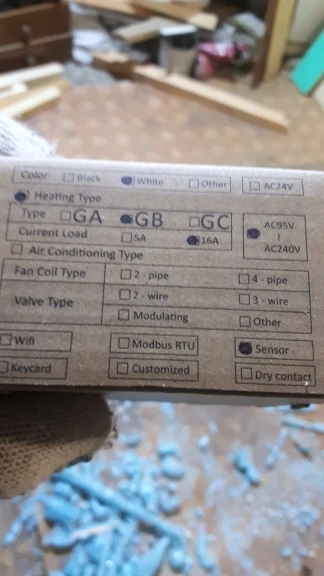 Color □ Black ● White □ Other □ AC24V
● Heating Type
Type □ GA ● GB □ GC AC95V
Current Load □ 5A ● 16A ● ~
□ Air Conditioning Type AC240V
Fan Coil Type □ 2 - pipe □ 4 - pipe
Valve Type □ 2 - wire □ 3 - wire
□ Modulating □ Other
□ Wifi □ Modbus RTU ● Sensor
□ Keycard □ Customized □ Dry contact